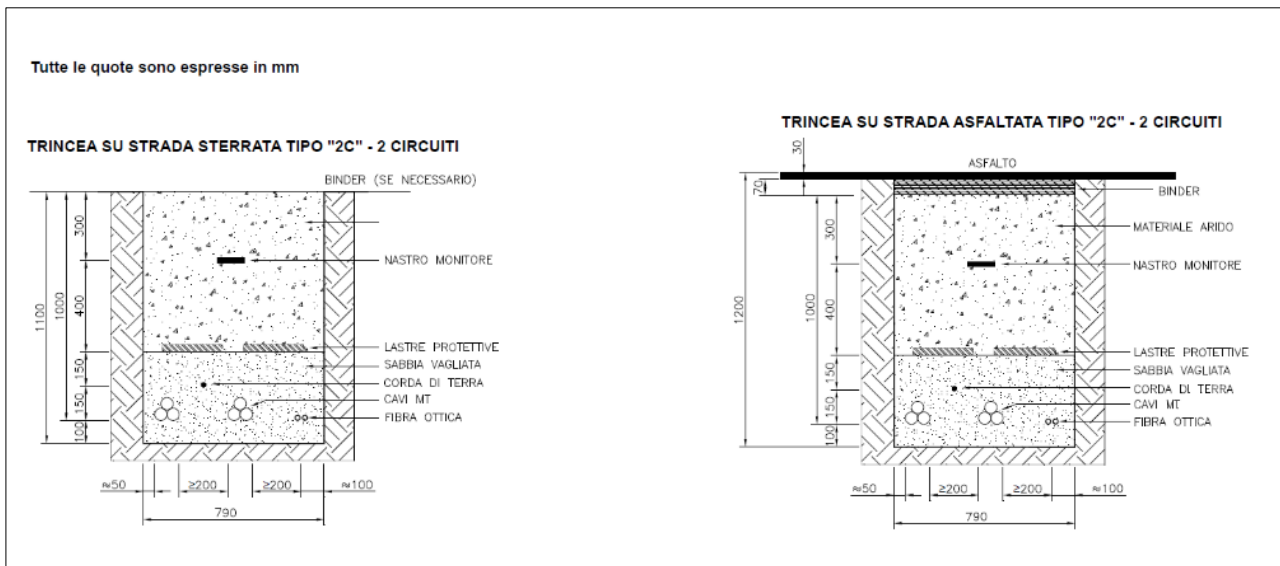 Tutte le quote sono espresse in mm
TRINCEA SU STRADA STERRATA TIPO "2C" - 2 CIRCUITI
BINDER (SE NECESSARIO)
300
NASTRO MONITORE
400
1000
1100
LASTRE PROTETTIVE
SABBIA VAGLIATA
150
CORDA DI TERRA
150
CAVI MT
FIBRA OTTICA
100
≈50
≥200
≥200
≈100
790
TRINCEA SU STRADA ASFALTATA TIPO "2C" - 2 CIRCUITI
30
ASFALTO
70
BINDER
300
MATERIALE ARIDO
NASTRO MONITORE
400
1000
1200
LASTRE PROTETTIVE
SABBIA VAGLIATA
150
CORDA DI TERRA
150
CAVI MT
FIBRA OTTICA
100
≈50
≥200
≥200
≈100
790